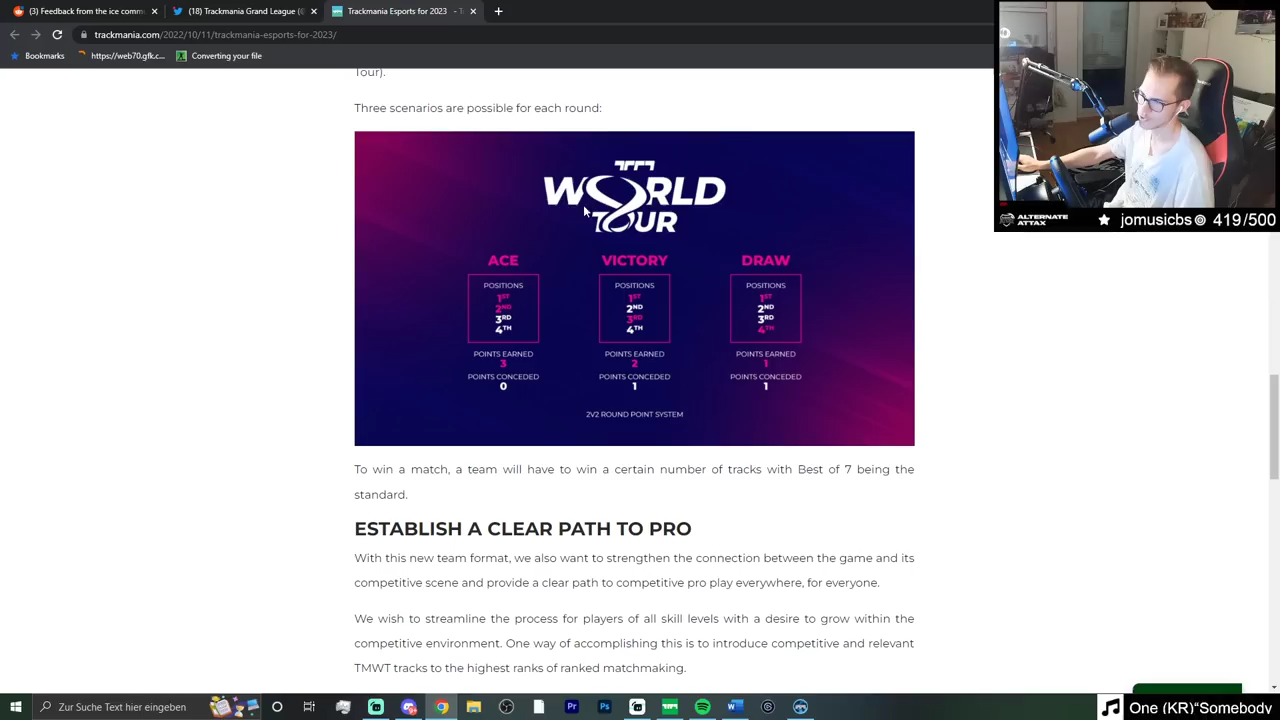 (3) Feedback from the ice comm
(18) Trackmania Grand League (
Trackmania Esports for 2023 - T
trackmania.com/2022/10/11/trackmania-esports-for-2023/
Bookmarks
https://web70.gfk.c...
Converting your file
Tour).
Three scenarios are possible for each round:
WORLD
TOUR
ACE
POSITIONS
1ST
2ND
3RD
4TH
POINTS EARNED
3
POINTS CONCEDED
0
VICTORY
POSITIONS
1ST
2ND
3RD
4TH
POINTS EARNED
2
POINTS CONCEDED
1
DRAW
POSITIONS
1ST
2ND
3RD
4TH
POINTS EARNED
1
POINTS CONCEDED
1
2V2 ROUND POINT SYSTEM
To win a match, a team will have to win a certain number of tracks with Best of 7 being the
standard.
ESTABLISH A CLEAR PATH TO PRO
With this new team format, we also want to strengthen the connection between the game and its
competitive scene and provide a clear path to competitive pro play everywhere, for everyone.
We wish to streamline the process for players of all skill levels with a desire to grow within the
competitive environment. One way of accomplishing this is to introduce competitive and relevant
TMWT tracks to the highest ranks of ranked matchmaking.
ALTERNATE
ATTAX
jomusicbs
419/500
Zur Suche Text hier eingeben
One (KR)“Somebody